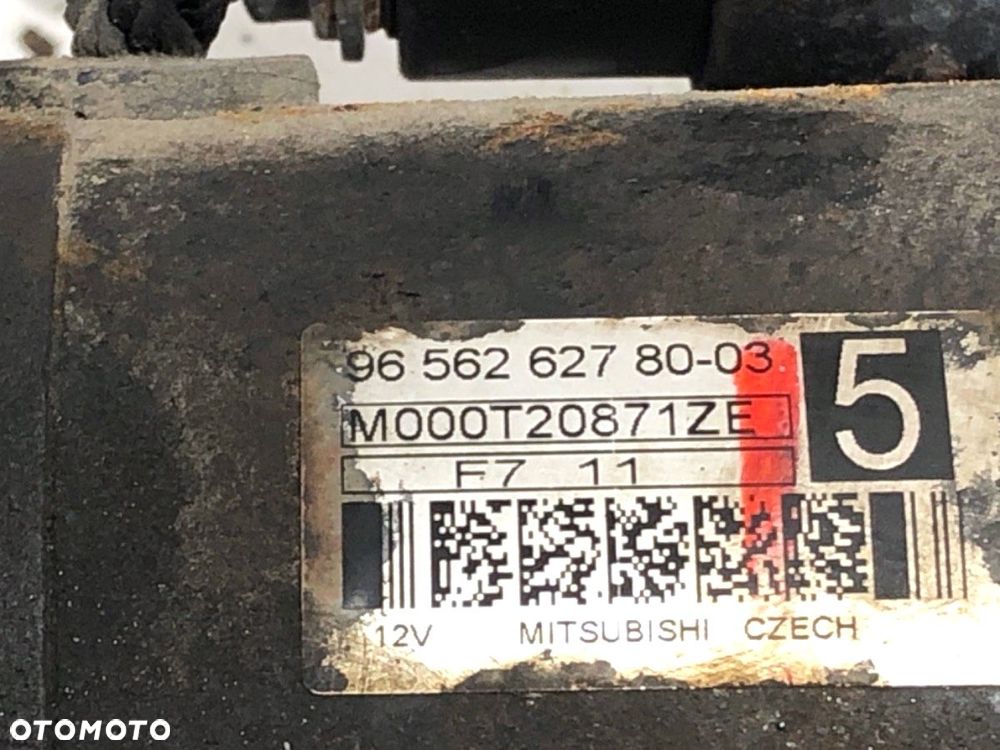 96 562 627 80-03
5
M000T20871ZE
F7 11
12V MITSUBISHI CZECH
OTOMOTO